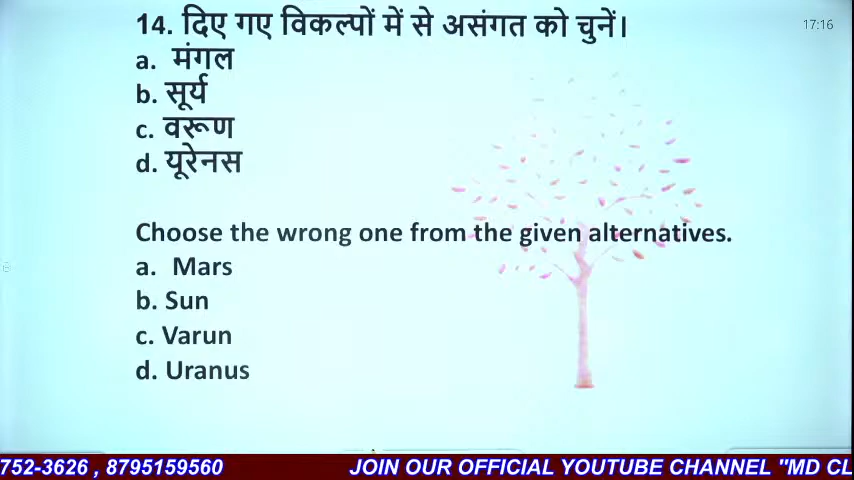 17:16
14. दिए गए विकल्पों में से असंगत को चुनें।
a. मंगल
b. सूर्य
c. वरूण
d. यूरेनस
Choose the wrong one from the given alternatives.
a. Mars
b. Sun
c. Varun
d. Uranus
752-3626 , 8795159560 JOIN OUR OFFICIAL YOUTUBE CHANNEL "MD CL